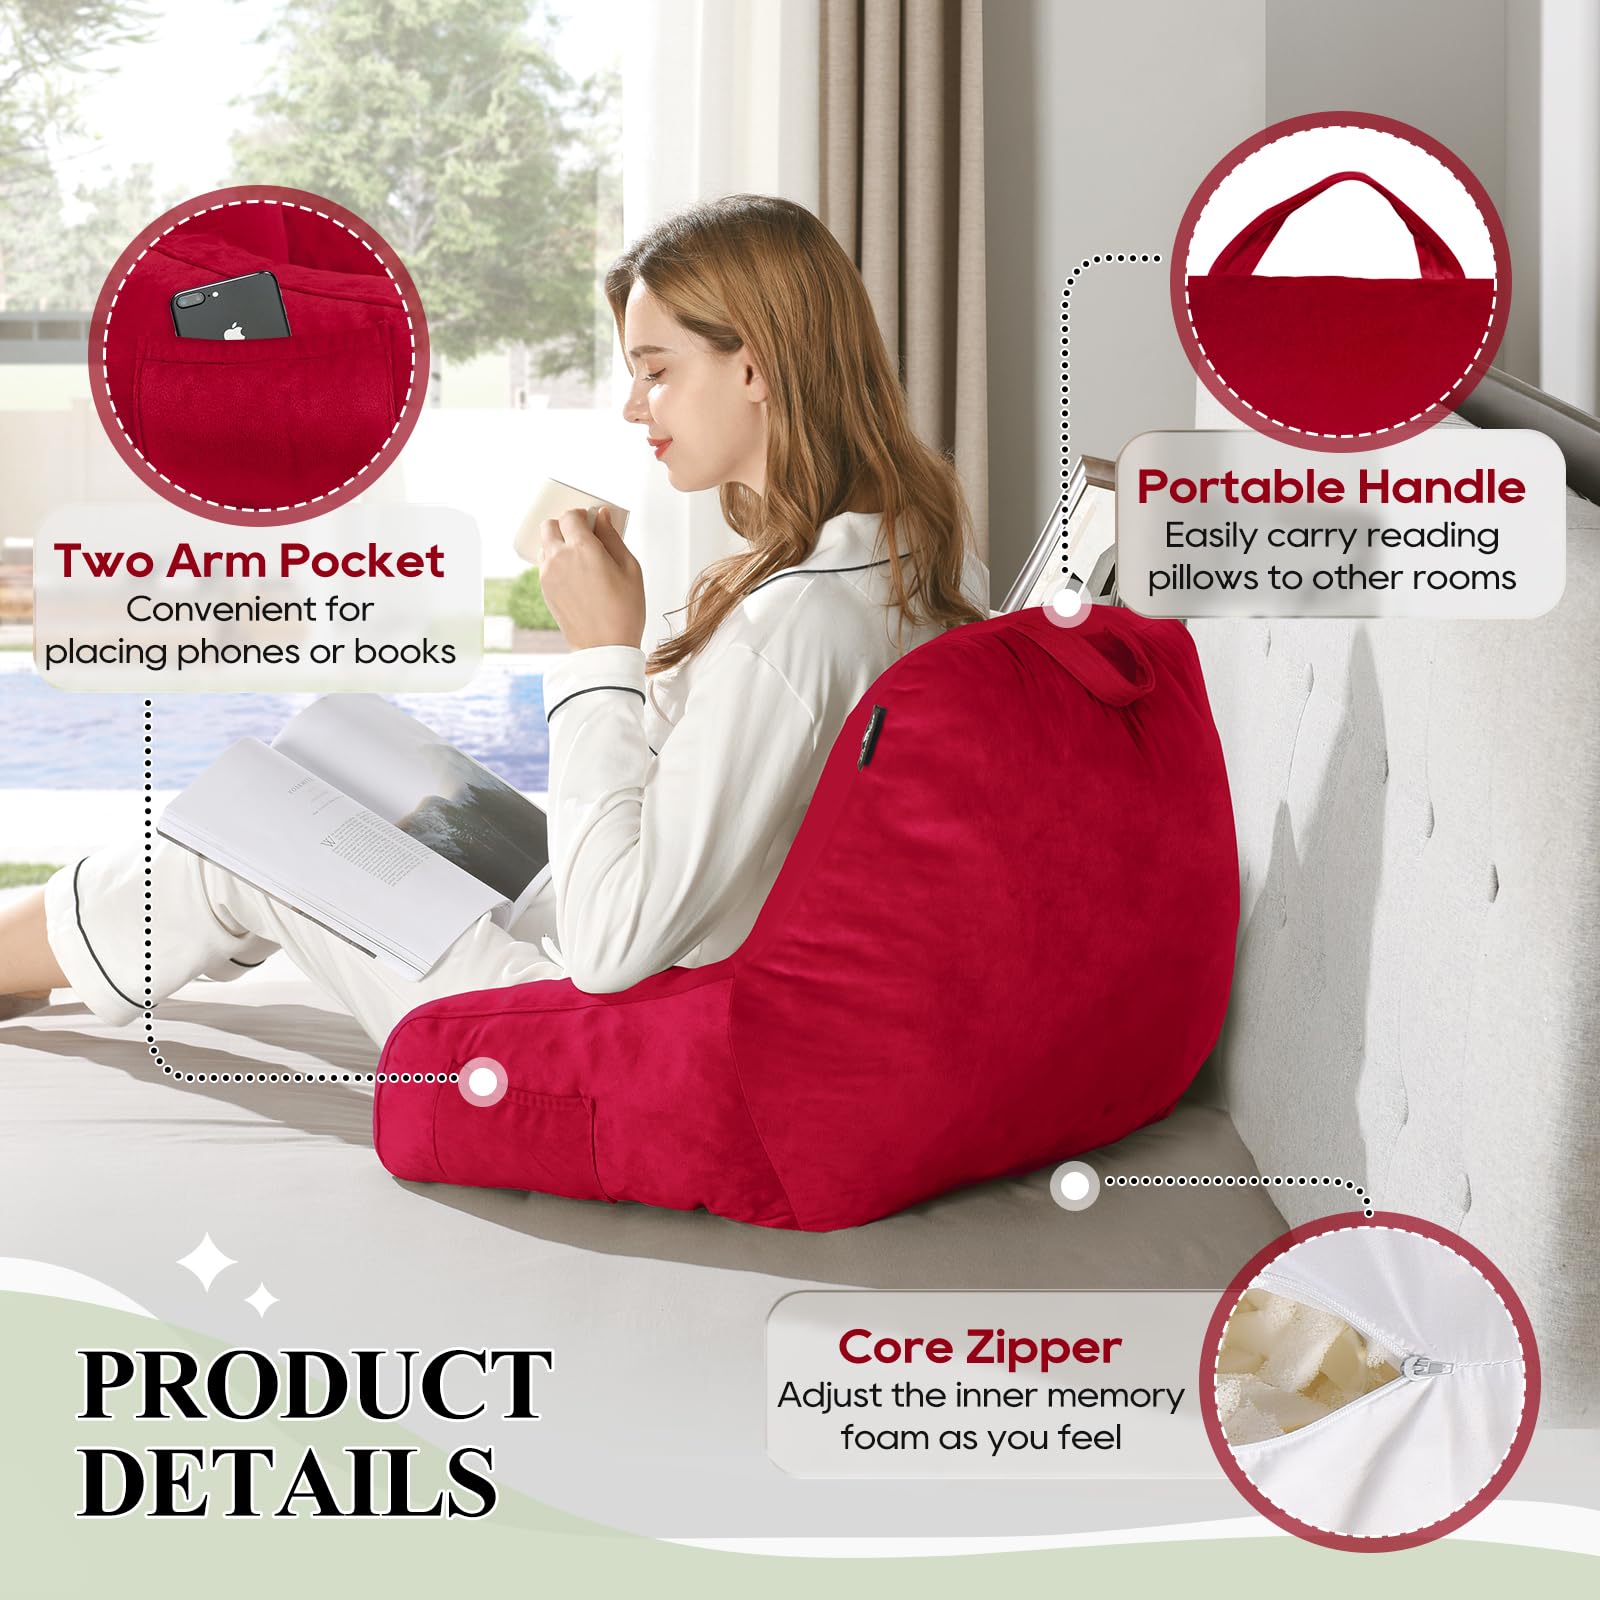 Two Arm Pocket
Convenient for
placing phones or books
Portable Handle
Easily carry reading
pillows to other rooms
Core Zipper
Adjust the inner memory
foam as you feel
PRODUCT
DETAILS